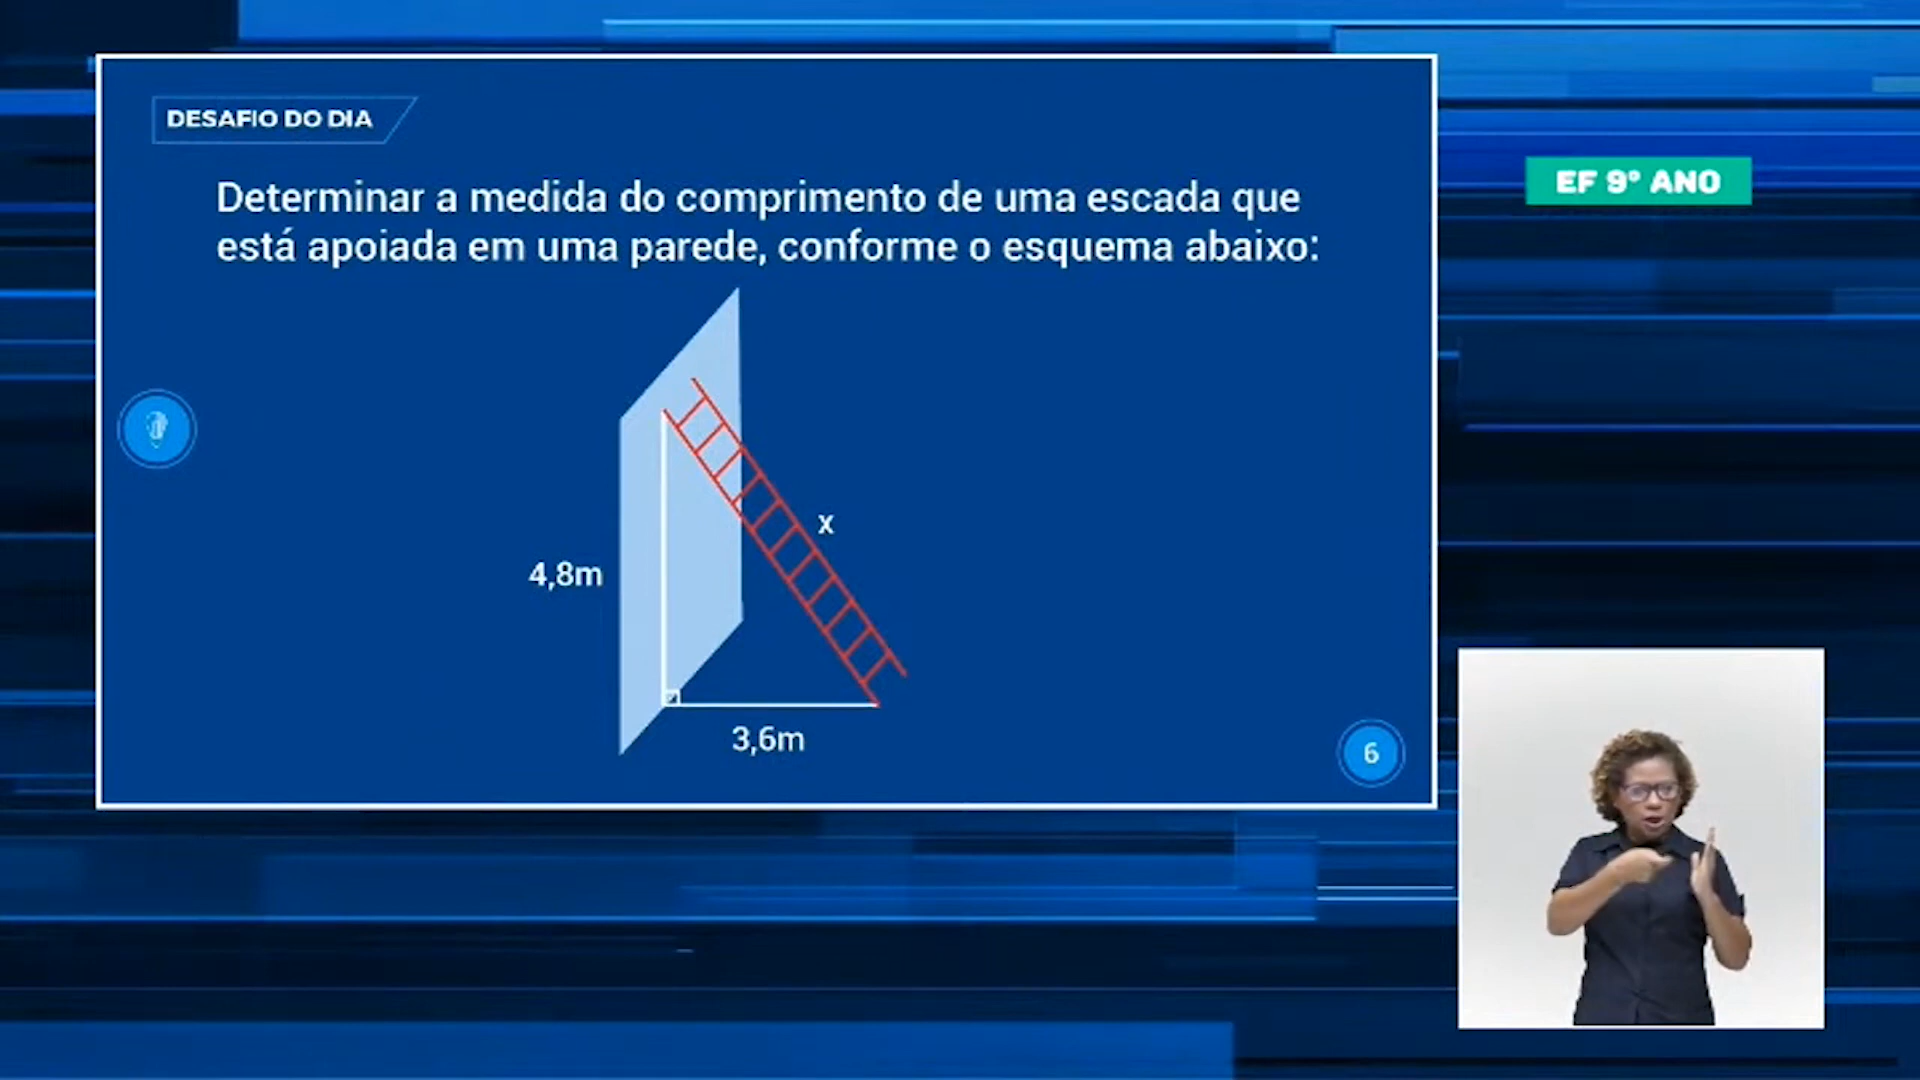 DESAFIO DO DIA
EF 9º ANO
Determinar a medida do comprimento de uma escada que
está apoiada em uma parede, conforme o esquema abaixo:
x
4,8m
3,6m
6